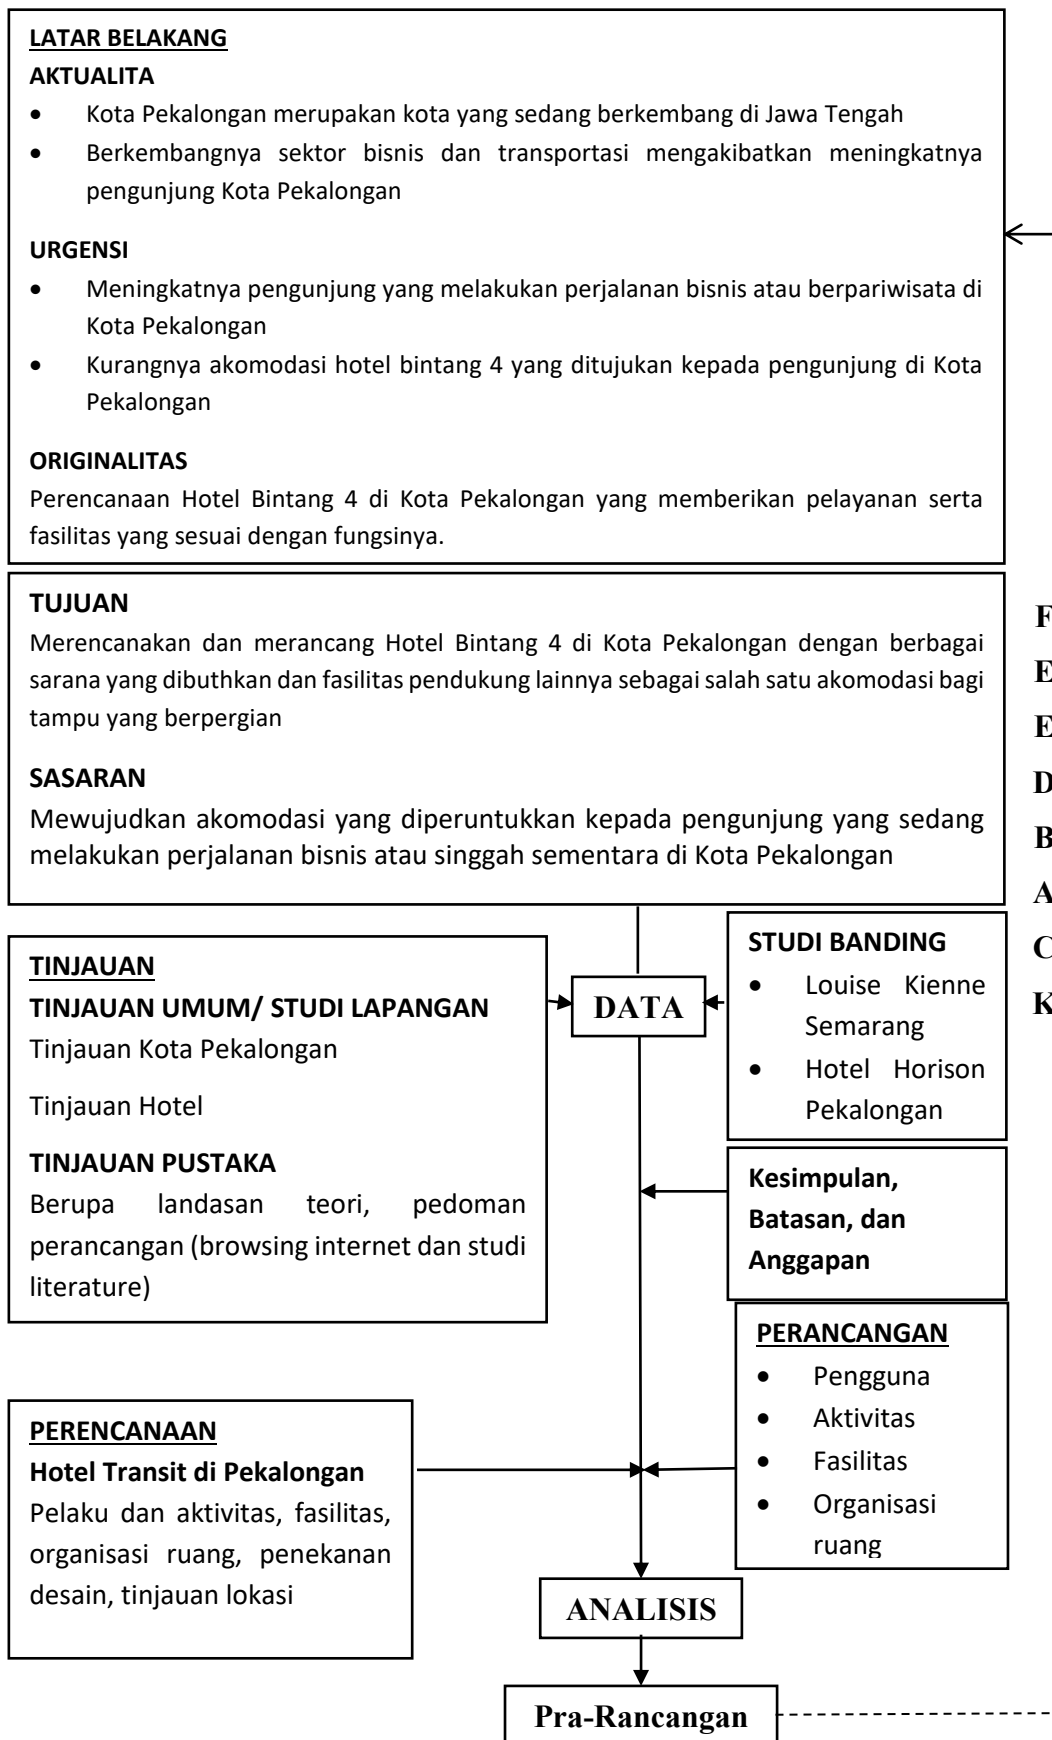 LATAR BELAKANG
AKTUALITA
• Kota Pekalongan merupakan kota yang sedang berkembang di Jawa Tengah
• Berkembangnya sektor bisnis dan transportasi mengakibatkan meningkatnya
pengunjung Kota Pekalongan
URGENSI
• Meningkatnya pengunjung yang melakukan perjalanan bisnis atau berpariwisata di
Kota Pekalongan
• Kurangnya akomodasi hotel bintang 4 yang ditujukan kepada pengunjung di Kota
Pekalongan
ORIGINALITAS
Perencanaan Hotel Bintang 4 di Kota Pekalongan yang memberikan pelayanan serta
fasilitas yang sesuai dengan fungsinya.
TUJUAN
Merencanakan dan merancang Hotel Bintang 4 di Kota Pekalongan dengan berbagai
sarana yang dibuthkan dan fasilitas pendukung lainnya sebagai salah satu akomodasi bagi
tampu yang berpergian
SASARAN
Mewujudkan akomodasi yang diperuntukkan kepada pengunjung yang sedang
melakukan perjalanan bisnis atau singgah sementara di Kota Pekalongan
F
E
E
D
B
A
C
K
TINJAUAN
TINJAUAN UMUM/ STUDI LAPANGAN
Tinjauan Kota Pekalongan
Tinjauan Hotel
TINJAUAN PUSTAKA
Berupa landasan teori, pedoman
perancangan (browsing internet dan studi
literature)
DATA
STUDI BANDING
• Louise Kienne
Semarang
• Hotel Horison
Pekalongan
Kesimpulan,
Batasan, dan
Anggapan
PERANCANGAN
• Pengguna
• Aktivitas
• Fasilitas
• Organisasi
ruang
PERENCANAAN
Hotel Transit di Pekalongan
Pelaku dan aktivitas, fasilitas,
organisasi ruang, penekanan
desain, tinjauan lokasi
ANALISIS
Pra-Rancangan